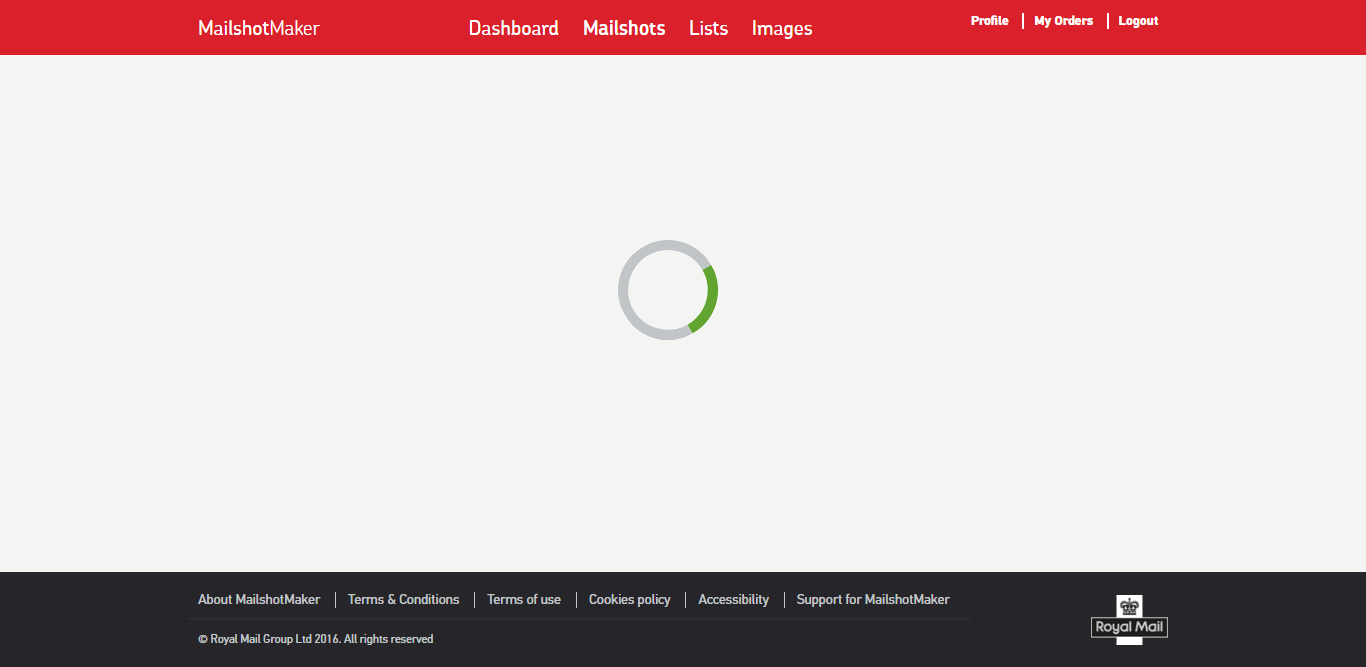 MailshotMaker
Dashboard Mailshots Lists Images
Profile My Orders Logout
About MailshotMaker Terms & Conditions Terms of use Cookies policy Accessibility Support for MailshotMaker
© Royal Mail Group Ltd 2016. All rights reserved
Royal Mail